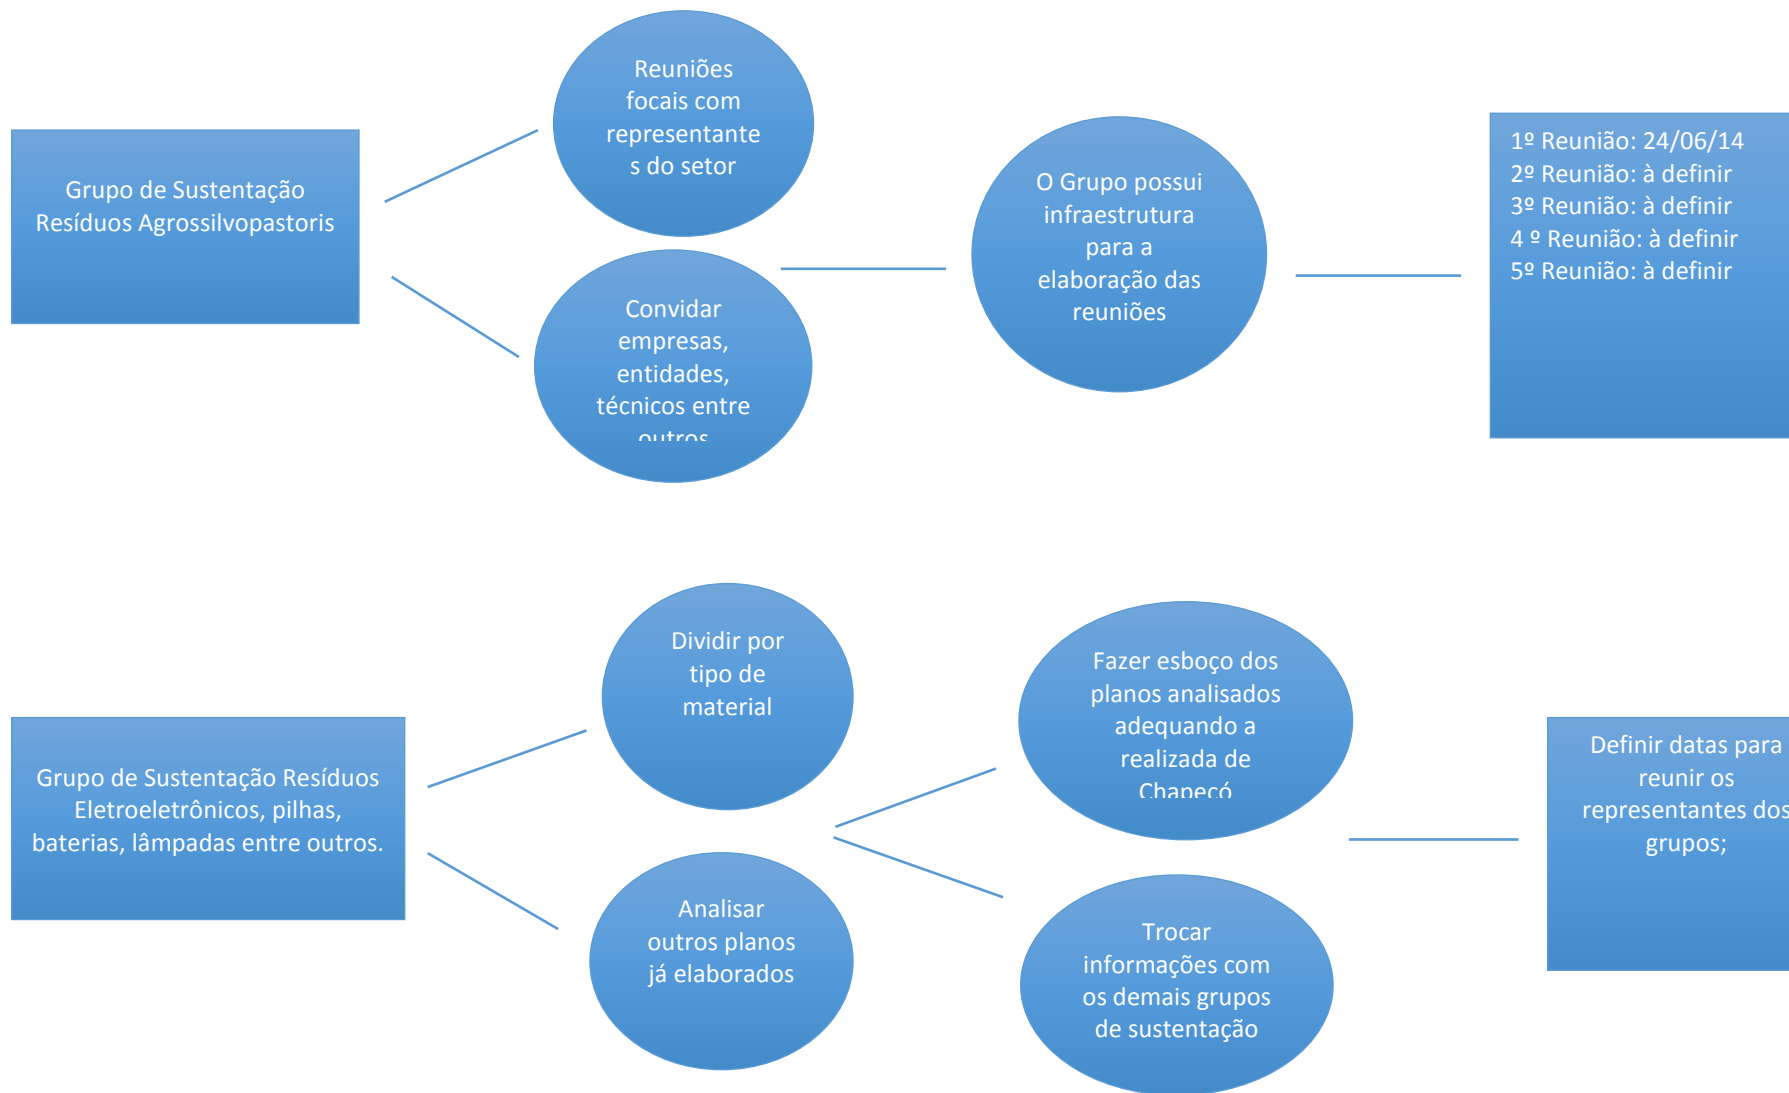 Grupo de Sustentação
Resíduos Agrossilvopastoris
Reuniões
focais com
representante
s do setor
Convidar
empresas,
entidades,
técnicos entre
outros
O Grupo possui
infraestrutura
para a
elaboração das
reuniões
1º Reunião: 24/06/14
2º Reunião: à definir
3º Reunião: à definir
4 º Reunião: à definir
5º Reunião: à definir
Grupo de Sustentação Resíduos
Eletroeletrônicos, pilhas,
baterias, lâmpadas entre outros.
Dividir por
tipo de
material
Analisar
outros planos
já elaborados
Fazer esboço dos
planos analisados
adequando a
realizada de
Chapecó
Trocar
informações com
os demais grupos
de sustentação
Definir datas para
reunir os
representantes dos
grupos;